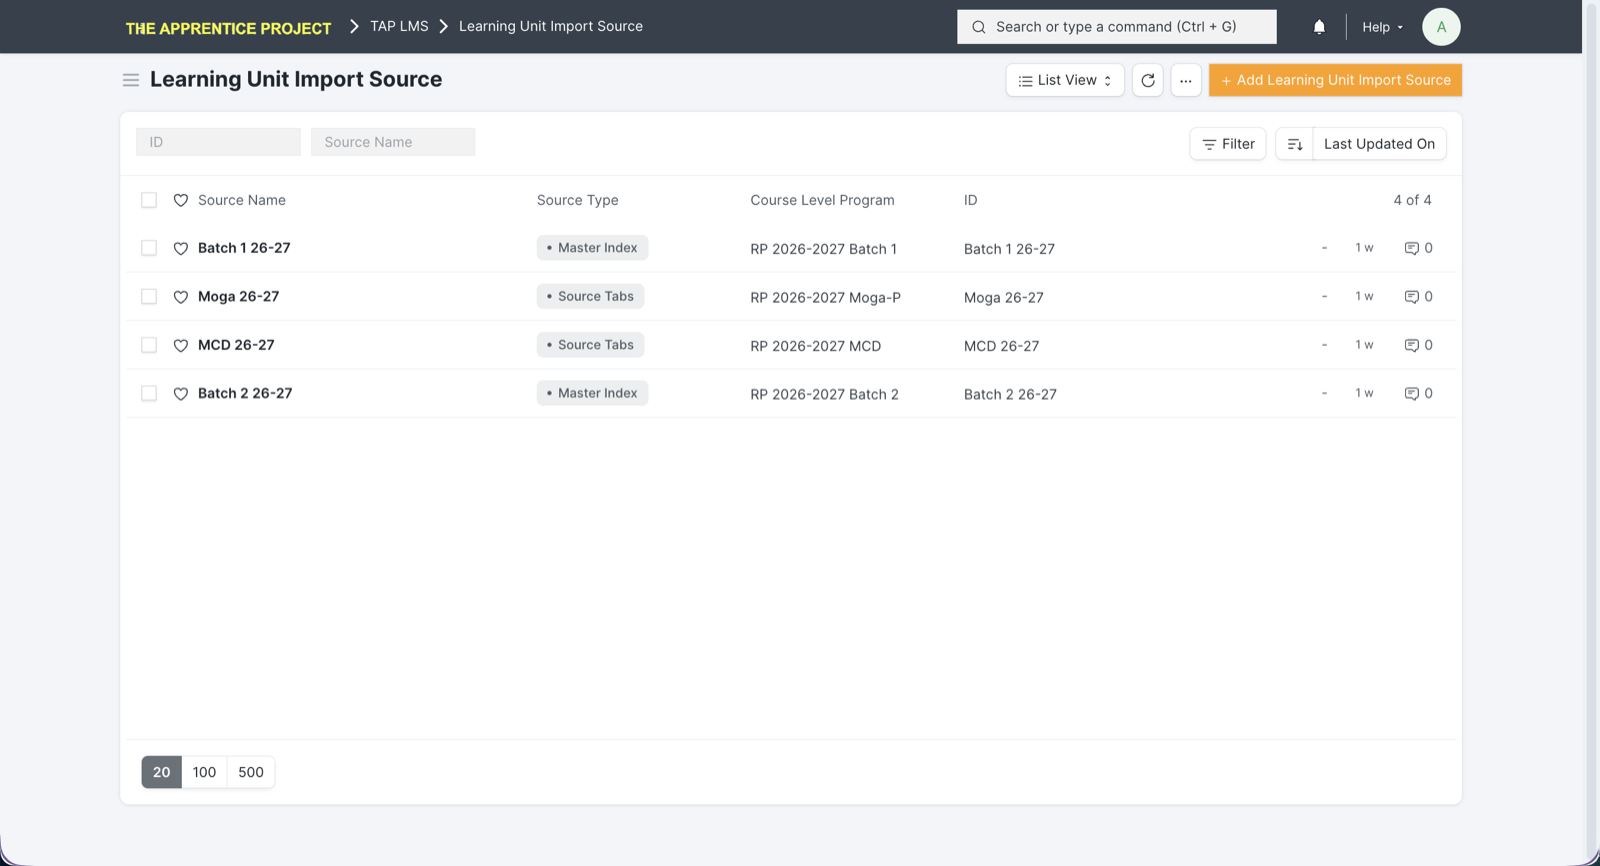 THE APPRENTICE PROJECT > TAP LMS > Learning Unit Import Source
Search or type a command (Ctrl + G)
Help
A
Learning Unit Import Source
List View
...
+ Add Learning Unit Import Source
ID
Source Name
Filter
Last Updated On
Source Name Source Type Course Level Program ID 4 of 4
Batch 1 26-27 • Master Index RP 2026-2027 Batch 1 Batch 1 26-27 - 1 w 0
Moga 26-27 • Source Tabs RP 2026-2027 Moga-P Moga 26-27 - 1 w 0
MCD 26-27 • Source Tabs RP 2026-2027 MCD MCD 26-27 - 1 w 0
Batch 2 26-27 • Master Index RP 2026-2027 Batch 2 Batch 2 26-27 - 1 w 0
20 100 500